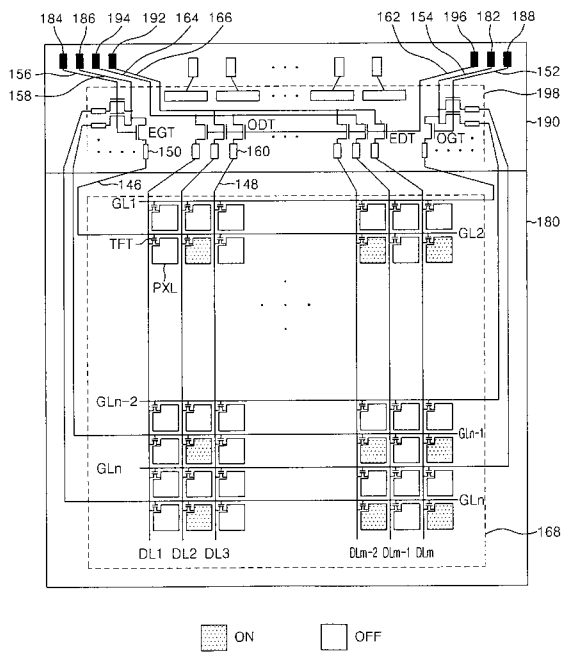 184 186 194 192 164 166 162 154 196 182 188
156
158
152
198
190
EGT ODT EDT OGT
150 160
146 148
GL1
180
TFT GL2
PXL
GLn-2
GLn-1
GLn
GLn
168
DL1 DL2 DL3 DLm-2 DLm-1 DLm
ON OFF